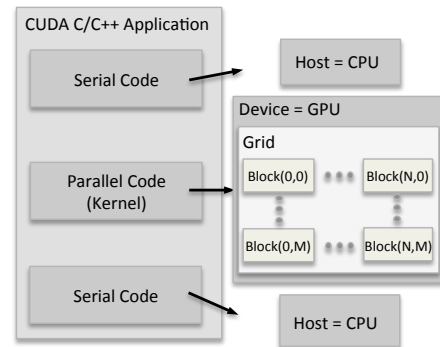 CUDA C/C++ Application
Serial Code
Host = CPU
Device = GPU
Grid
Parallel Code
(Kernel)
Block(0,0)
Block(N,0)
Block(0,M)
Block(N,M)
Serial Code
Host = CPU